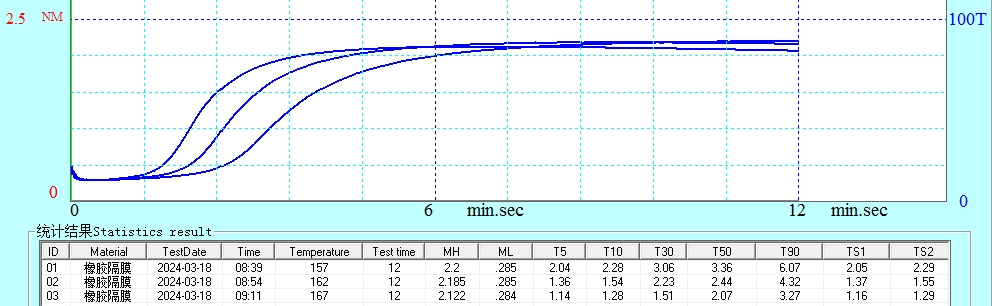 2.5 NM 100T
0 0
0 6 min.sec 12 min.sec
统计结果Statistics result
ID Material TestDate Time Temperature Test time MH ML T5 T10 T30 T50 T90 TS1 TS2
01 橡胶隔膜 2024-03-18 08:39 157 12 2.2 .285 2.04 2.28 3.06 3.36 6.07 2.05 2.29
02 橡胶隔膜 2024-03-18 08:54 162 12 2.185 .285 1.36 1.54 2.23 2.44 4.32 1.37 1.55
03 橡胶隔膜 2024-03-18 09:11 167 12 2.122 .284 1.14 1.28 1.51 2.07 3.27 1.16 1.29